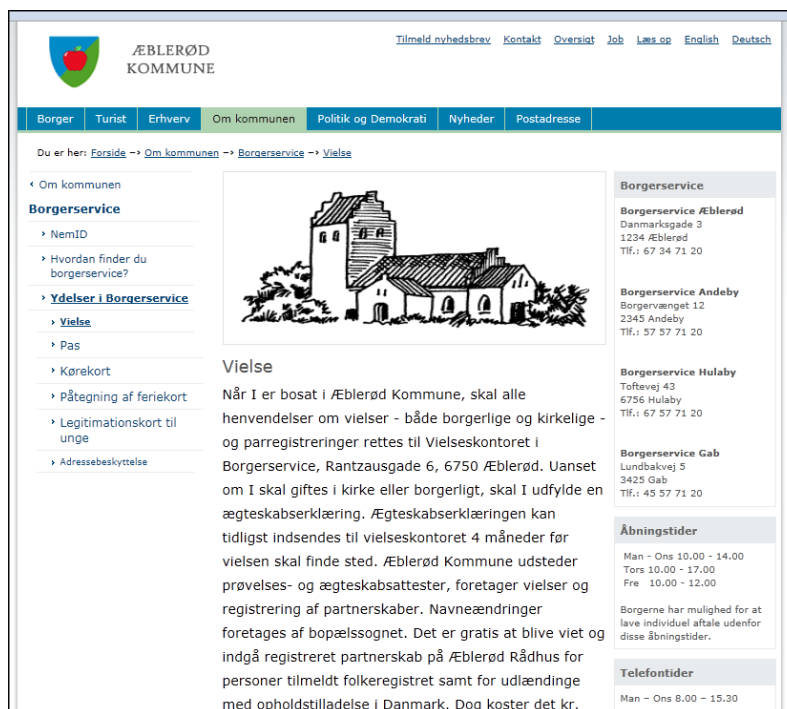 ÆBLERØD
KOMMUNE
Tilmeld nyhedsbrev Kontakt Oversigt Job Læs op English Deutsch
Borger Turist Erhverv Om kommunen Politik og Demokrati Nyheder Postadresse
Du er her: Forside –> Om kommunen –> Borgerservice –> Vielse
Om kommunen
Borgerservice
NemID
Hvordan finder du
borgerservice?
Ydelser i Borgerservice
Vielse
Pas
Kørekort
Påtegning af feriekort
Legitimationskort til
unge
Adressebeskyttelse
Vielse
Når I er bosat i Æblerød Kommune, skal alle
henvendelser om vielser - både borgerlige og kirkelige -
og parregistreringer rettes til Vielseskontoret i
Borgerservice, Rantzausgade 6, 6750 Æblerød. Uanset
om I skal giftes i kirke eller borgerligt, skal I udfylde en
ægteskabserklæring. Ægteskabserklæringen kan
tidligst indsendes til vielseskontoret 4 måneder før
vielsen skal finde sted. Æblerød Kommune udsteder
prøvelses- og ægteskabsattester, foretager vielser og
registrering af partnerskaber. Navneændringer
foretages af bopælssognet. Det er gratis at blive viet og
indgå registreret partnerskab på Æblerød Rådhus for
personer tilmeldt folkeregistret samt for udlændinge
med opholdstilladelse i Danmark. Dog koster det kr.
Borgerservice
Borgerservice Æblerød
Danmarksgade 3
1234 Æblerød
Tlf.: 67 34 71 20
Borgerservice Andeby
Borgervænget 12
2345 Andeby
Tlf.: 57 57 71 20
Borgerservice Hulaby
Toftevej 43
6756 Hulaby
Tlf.: 67 57 71 20
Borgerservice Gab
Lundbakvej 5
3425 Gab
Tlf.: 45 57 71 20
Åbningstider
Man - Ons 10.00 - 14.00
Tors 10.00 - 17.00
Fre 10.00 - 12.00
Borgerne har mulighed for at
lave individuel aftale udenfor
disse åbningstider.
Telefontider
Man – Ons 8.00 – 15.30